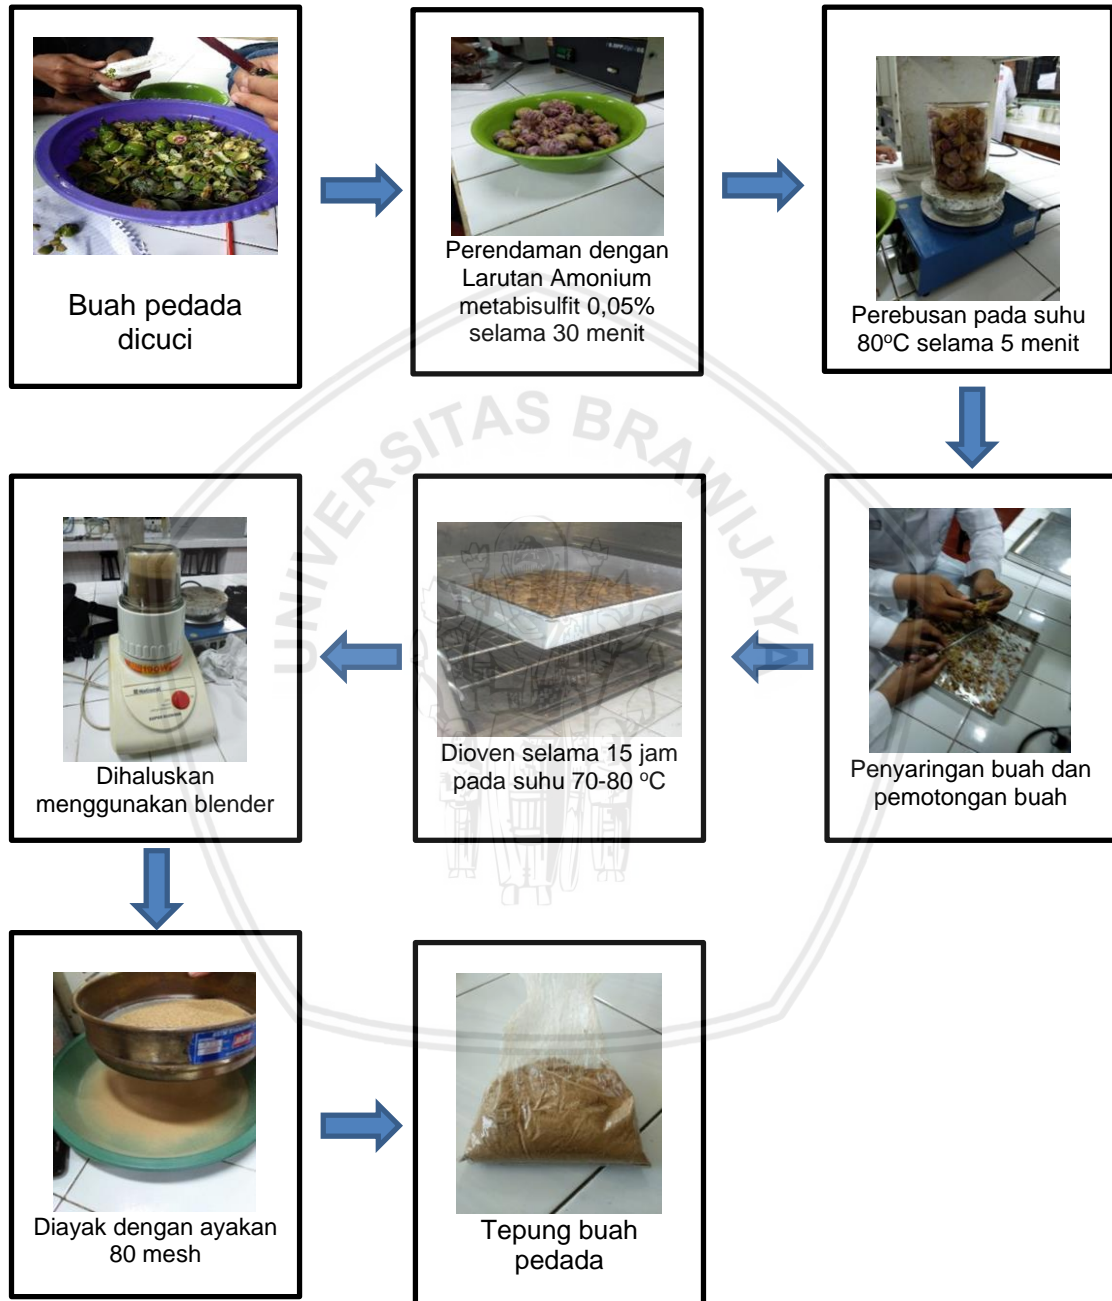 Buah pedada
dicuci
Perendaman dengan
Larutan Amonium
metabisulfit 0,05%
selama 30 menit
Perebusan pada suhu
80°C selama 5 menit
UNIVERSITAS BRAWIJAYA
Dihaluskan
menggunakan blender
Dioven selama 15 jam
pada suhu 70-80 °C
Penyaringan buah dan
pemotongan buah
National
Diayak dengan ayakan
80 mesh
Tepung buah
pedada